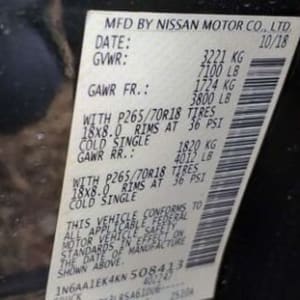 MFD BY NISSAN MOTOR CO., LTD.
DATE: 10/18
GVWR: 3221 KG
7100 LB
GAWR FR.: 1724 KG
3800 LB
WITH P265/70R18 TIRES
18X8.0 RIMS AT 36 PSI
COLD SINGLE
GAWR RR.: 1820 KG
4012 LB
WITH P265/70R18 TIRES
18X8.0 RIMS AT 36 PSI
COLD SINGLE
THIS VEHICLE CONFORMS
TO ALL APPLICABLE FEDERAL
MOTOR VEHICLE SAFETY
STANDARDS IN EFFECT ON
THE DATE OF MANUFACTURE
SHOWN ABOVE
1N6AA1EK4KN508413
TRUCK